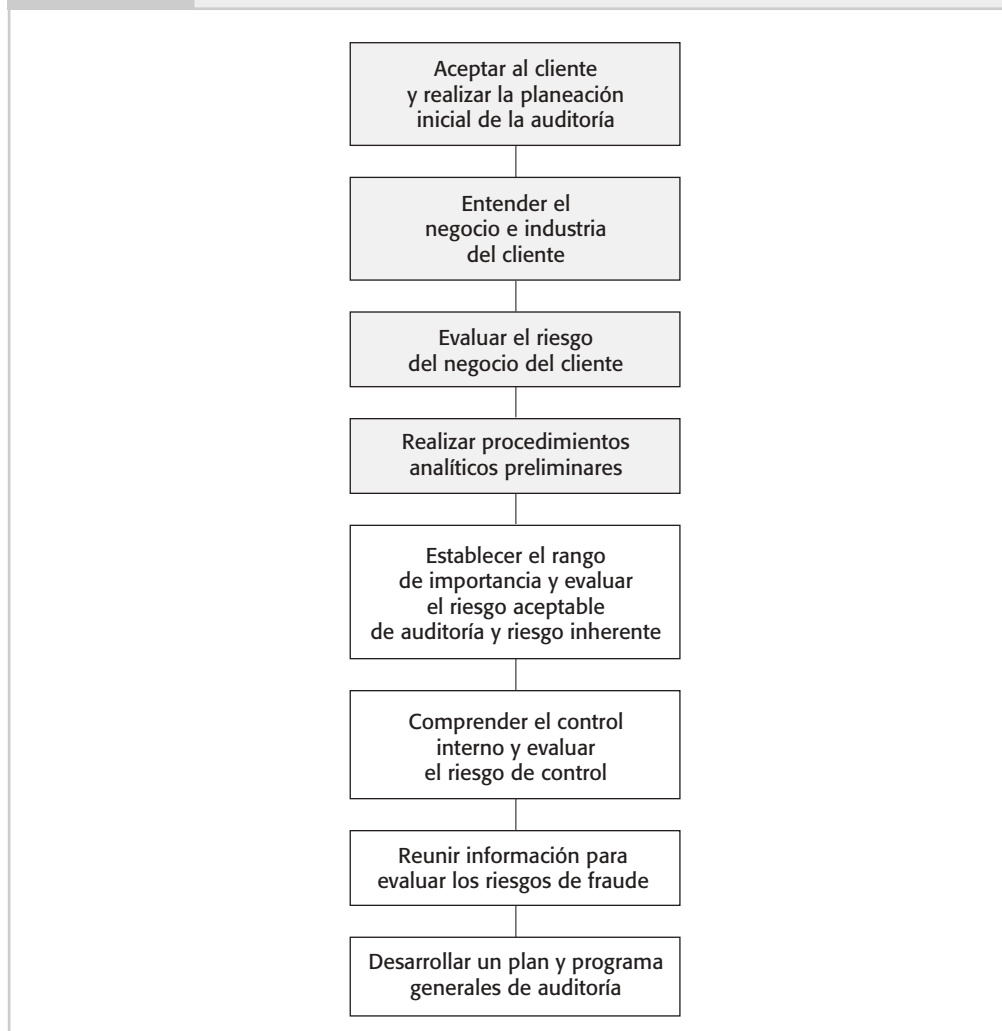 Aceptar al cliente
y realizar la planeación
inicial de la auditoría
Entender el
negocio e industria
del cliente
Evaluar el riesgo
del negocio del cliente
Realizar procedimientos
analíticos preliminares
Establecer el rango
de importancia y evaluar
el riesgo aceptable
de auditoría y riesgo inherente
Comprender el control
interno y evaluar
el riesgo de control
Reunir información para
evaluar los riesgos de fraude
Desarrollar un plan y programa
generales de auditoría